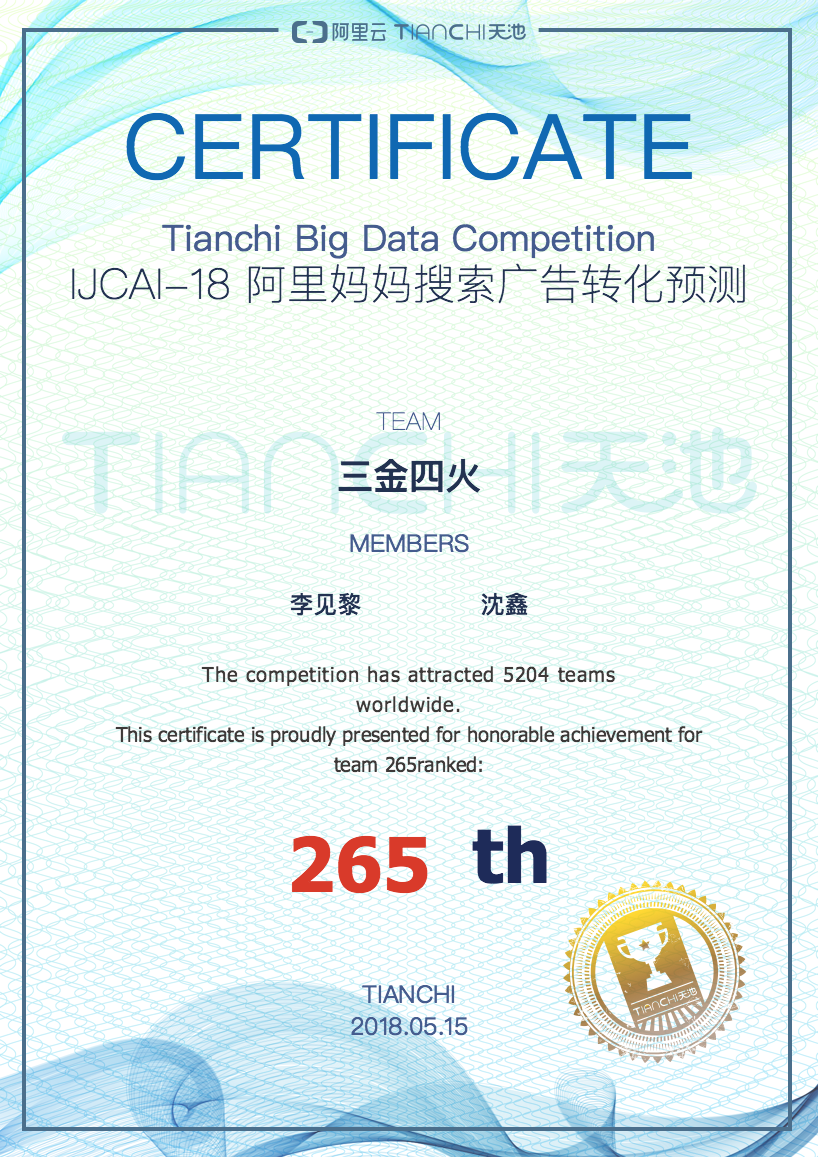 阿里云 TIANCHI天池
CERTIFICATE
Tianchi Big Data Competition
IJCAI-18 阿里妈妈搜索广告转化预测
TEAM
TIANCHI天池
三金四火
MEMBERS
李见黎 沈鑫
The competition has attracted 5204 teams
worldwide.
This certificate is proudly presented for honorable achievement for
team 265ranked:
265 th
TIANCHI天池
TIANCHI
2018.05.15